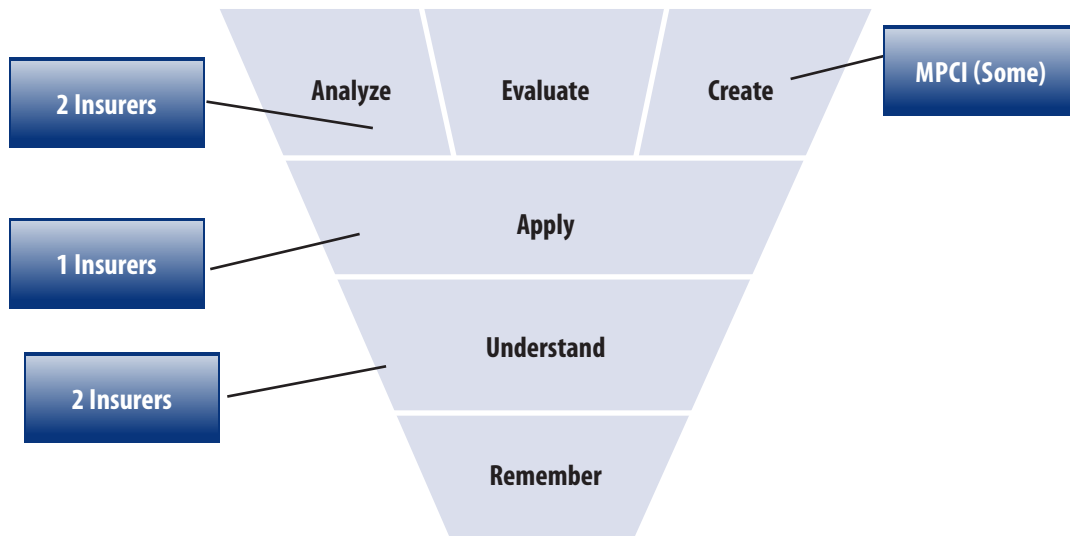 Analyze
Evaluate
Create
MPCI (Some)
2 Insurers
Apply
1 Insurers
Understand
2 Insurers
Remember